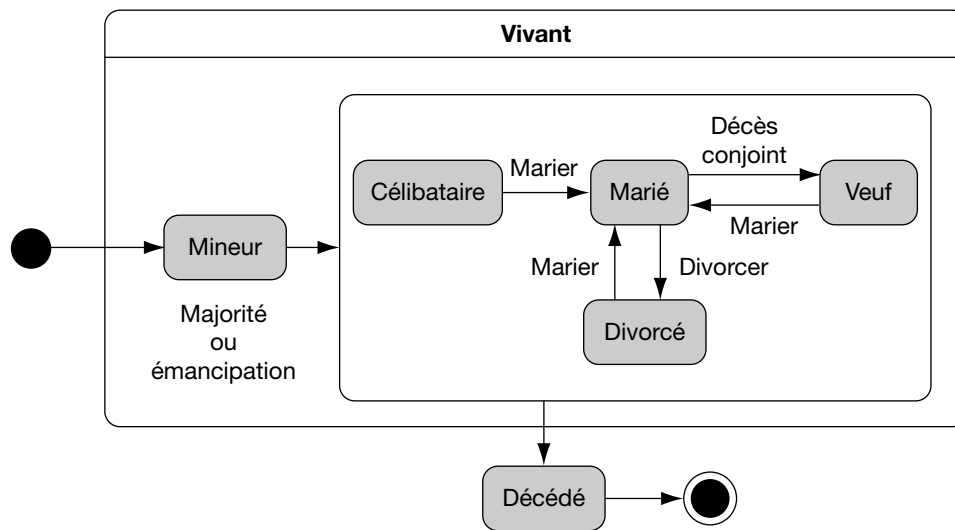 Vivant
Décès
conjoint
Marier
Célibataire
Marié
Veuf
Marier
Mineur
Marier
Divorcer
Majorité
ou
émancipation
Divorcé
Décédé